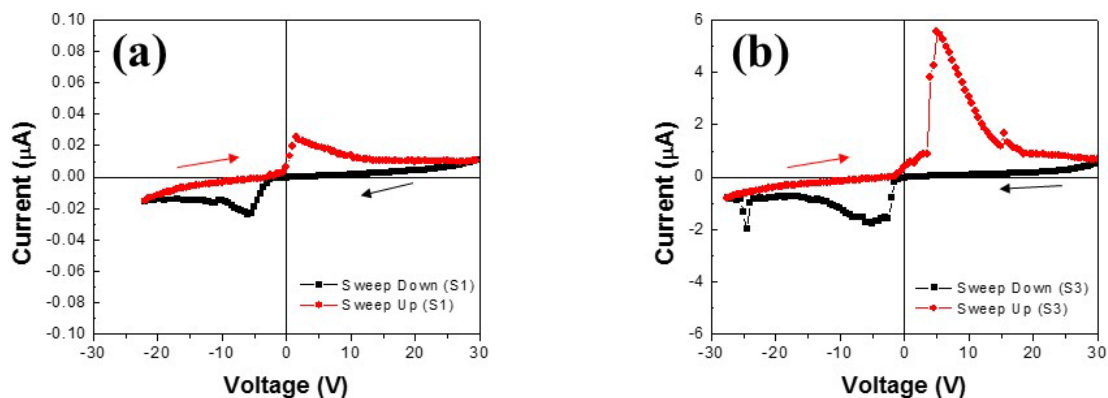 (a)
Current (μA)
0.10
0.08
0.06
0.04
0.02
0.00
-0.02
-0.04
-0.06
-0.08
-0.10
Sweep Down (S1)
Sweep Up (S1)
-30 -20 -10 0 10 20 30
Voltage (V)
(b)
Current (μA)
6
4
2
0
-2
-4
-6
Sweep Down (S3)
Sweep Up (S3)
-30 -20 -10 0 10 20 30
Voltage (V)